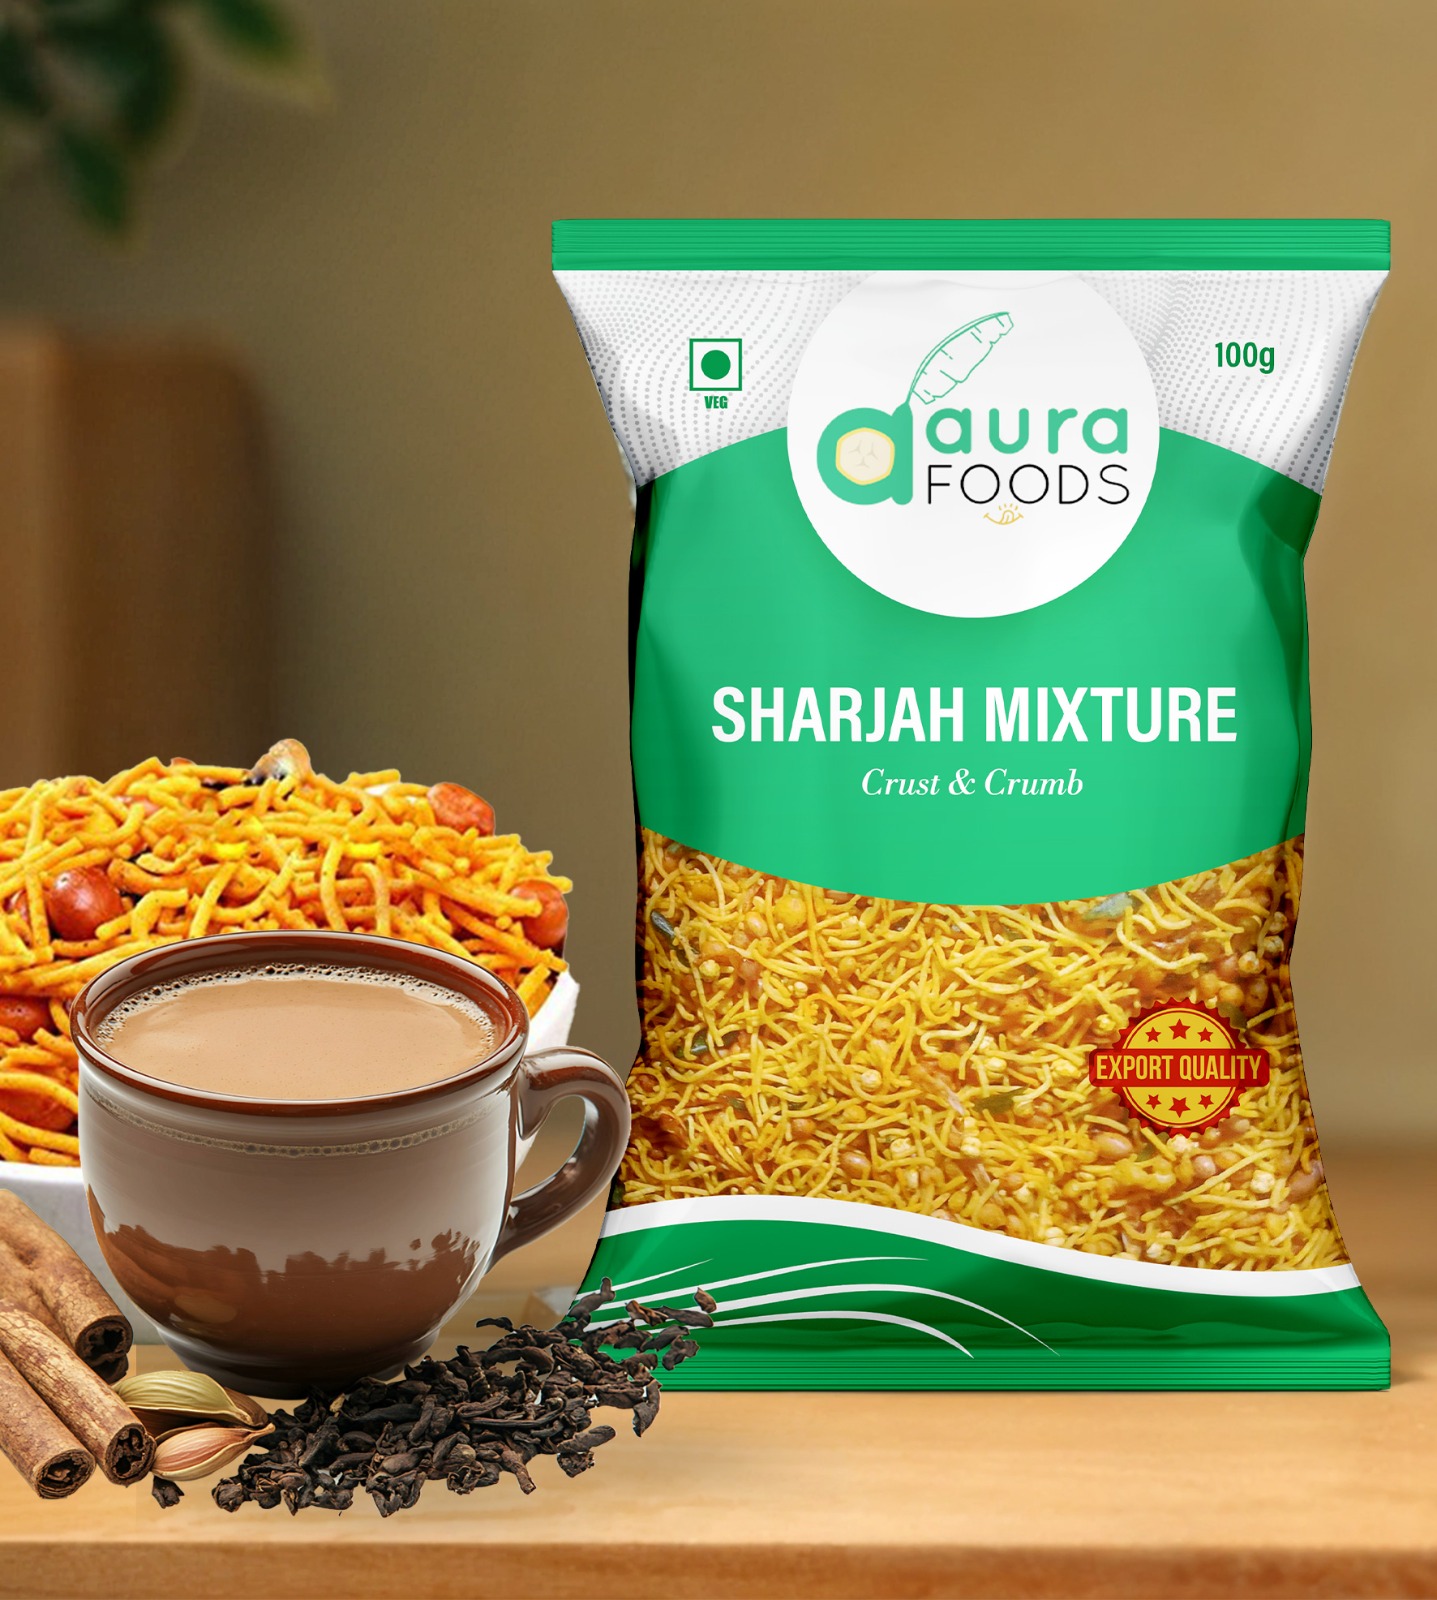 VEG
100g
aura
FOODS
SHARJAH MIXTURE
Crust & Crumb
EXPORT QUALITY